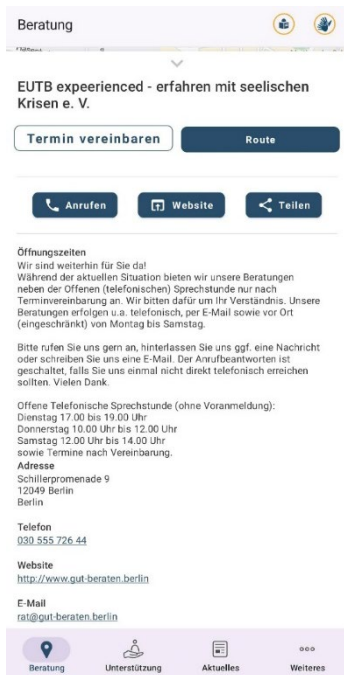 Beratung
EUTB expeerienced - erfahren mit seelischen
Krisen e. V.
Termin vereinbaren
Route
Anrufen
Website
Teilen
Öffnungszeiten
Wir sind weiterhin für Sie da!
Während der aktuellen Situation bieten wir unsere Beratungen
neben der Offenen (telefonischen) Sprechstunde nur nach
Terminvereinbarung an. Wir bitten dafür um Ihr Verständnis. Unsere
Beratungen erfolgen u.a. telefonisch, per E-Mail sowie vor Ort
(eingeschränkt) von Montag bis Samstag.
Bitte rufen Sie uns gern an, hinterlassen Sie uns ggf. eine Nachricht
oder schreiben Sie uns eine E-Mail. Der Anrufbeantworten ist
geschaltet, falls Sie uns einmal nicht direkt telefonisch erreichen
sollten. Vielen Dank.
Offene Telefonische Sprechstunde (ohne Voranmeldung):
Dienstag 17.00 bis 19.00 Uhr
Donnerstag 10.00 Uhr bis 12.00 Uhr
Samstag 12.00 Uhr bis 14.00 Uhr
sowie Termine nach Vereinbarung.
Adresse
Schillerpromenade 9
12049 Berlin
Berlin
Telefon
030 555 726 44
Website
http://www.gut-beraten.berlin
E-Mail
rat@gut-beraten.berlin
Beratung
Unterstützung
Aktuelles
Weiteres